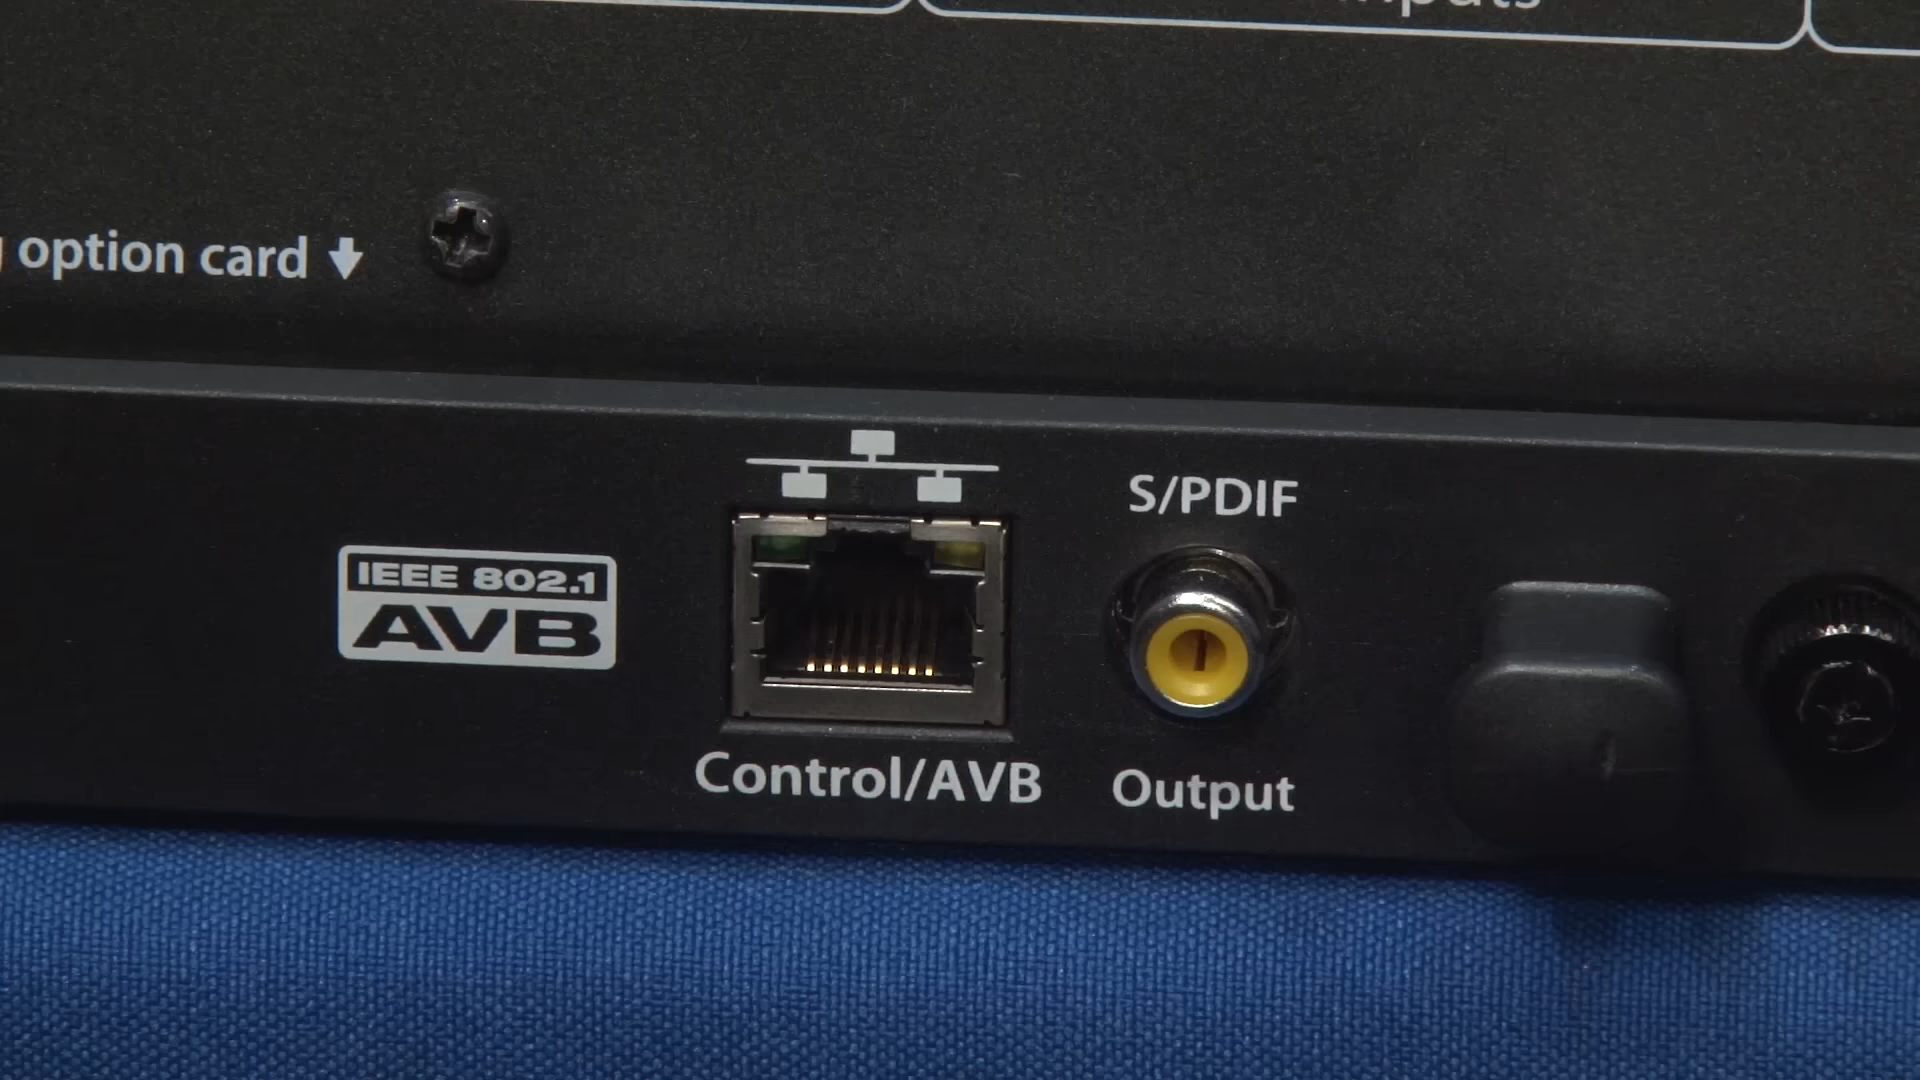 option card
S/PDIF
IEEE 802.1
AVB
Control/AVB
Output